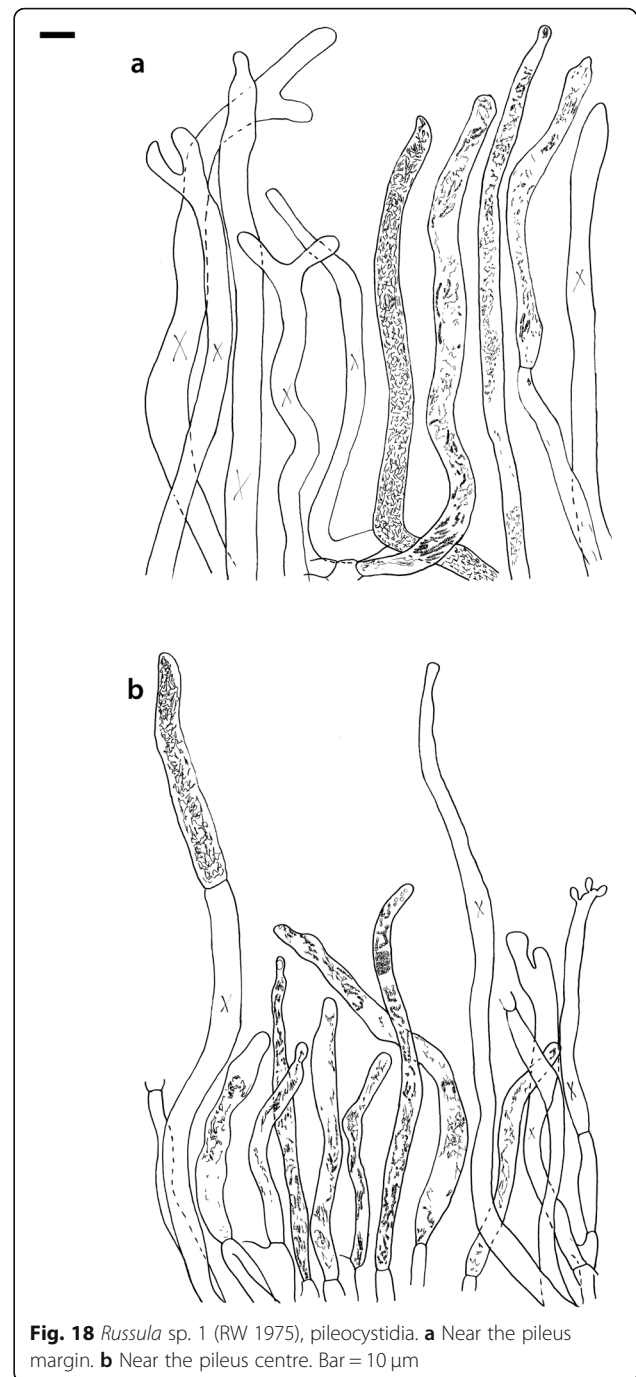 a
b
Fig. 18 Russula sp. 1 (RW 1975), pileocystidia. a Near the pileus
margin. b Near the pileus centre. Bar = 10 μm